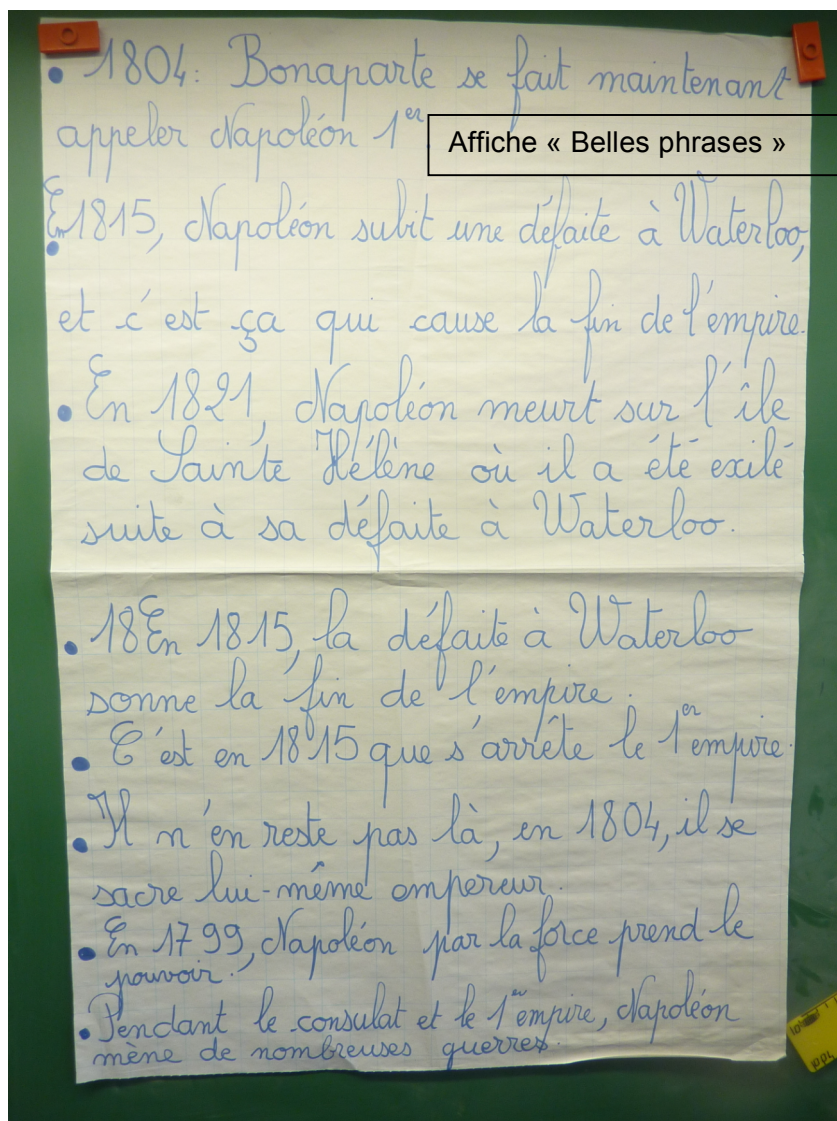 • 1804: Bonaparte se fait maintenant
appeler Napoléon 1er
Affiche « Belles phrases »
• En 1815, Napoléon subit une défaite à Waterloo,
et c'est ça qui cause la fin de l'empire.
• En 1821, Napoléon meurt sur l'île
de Sainte Hélène où il a été exilé
suite à sa défaite à Waterloo.
• 18En 1815, la défaite à Waterloo
sonne la fin de l'empire.
• C'est en 1815 que s'arrête le 1er empire.
• Il n'en reste pas là, en 1804, il se
sacre lui-même empereur.
• En 1799, Napoléon par la force prend le
pouvoir.
• Pendant le consulat et le 1er empire, Napoléon
mène de nombreuses guerres.